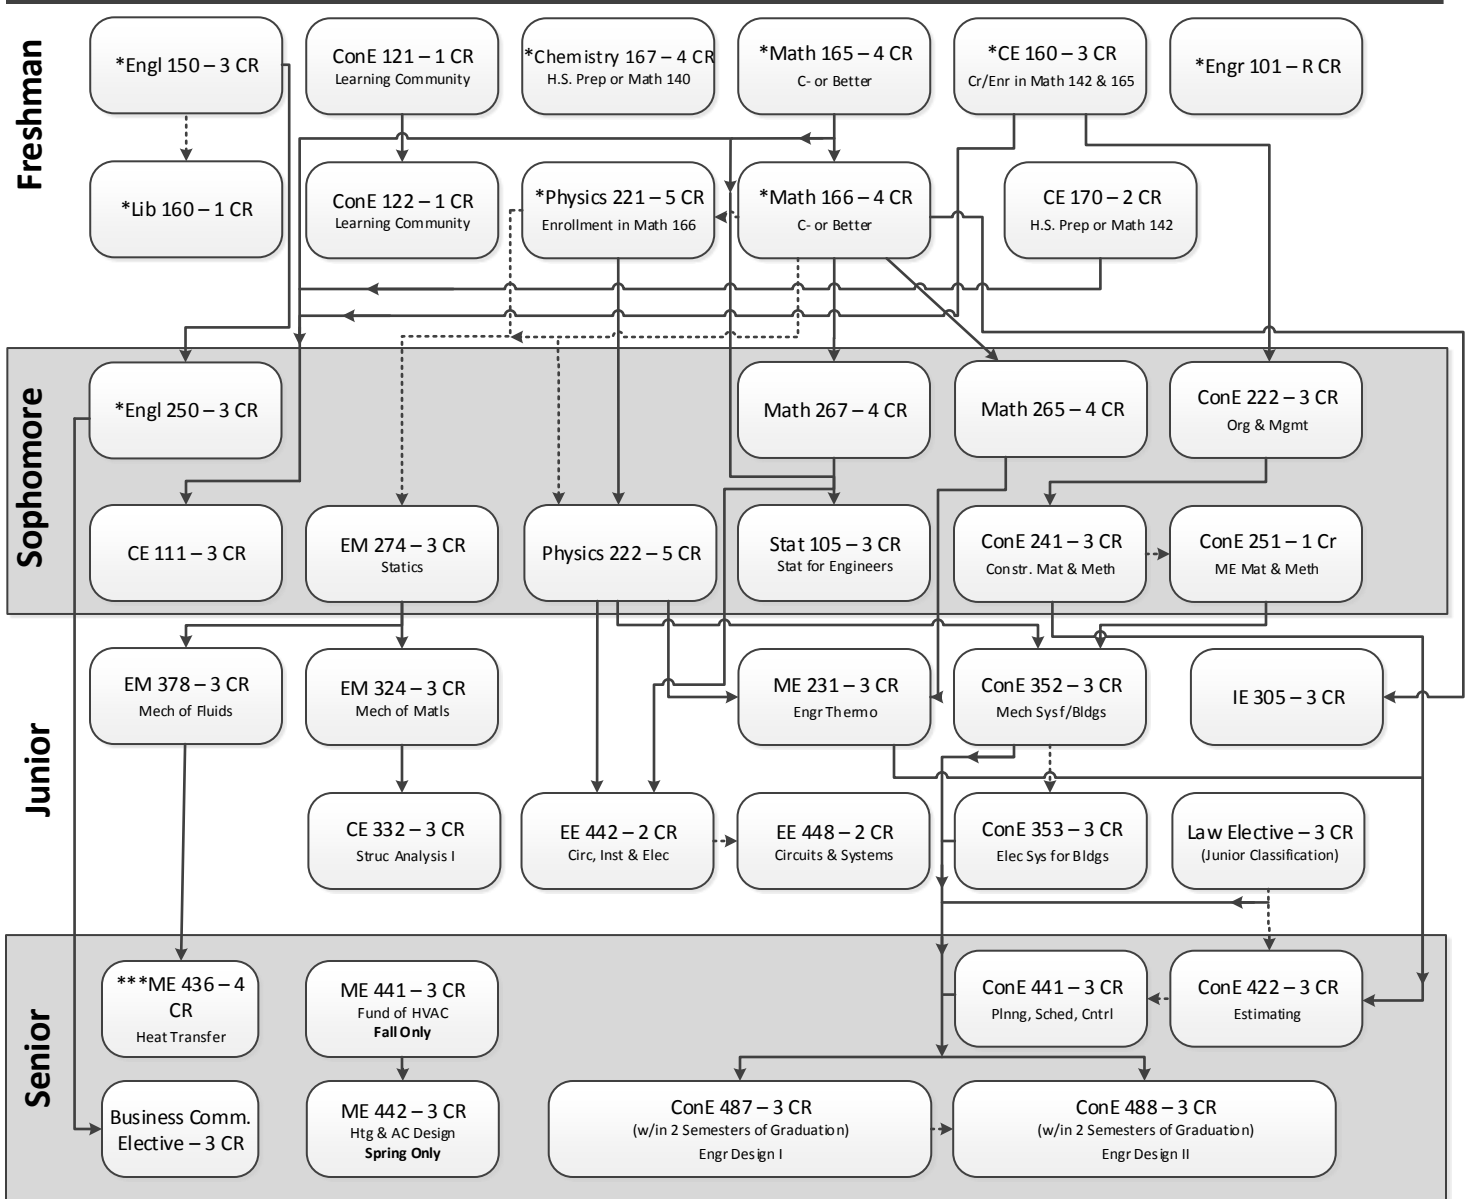 Freshman
*Engl 150 – 3 CR
ConE 121 – 1 CR
Learning Community
*Chemistry 167 – 4 CR
H.S. Prep or Math 140
*Math 165 – 4 CR
C- or Better
*CE 160 – 3 CR
Cr/Enr in Math 142 & 165
*Engr 101 – R CR
*Lib 160 – 1 CR
ConE 122 – 1 CR
Learning Community
*Physics 221 – 5 CR
Enrollment in Math 166
*Math 166 – 4 CR
C- or Better
CE 170 – 2 CR
H.S. Prep or Math 142
Sophomore
*Engl 250 – 3 CR
Math 267 – 4 CR
Math 265 – 4 CR
ConE 222 – 3 CR
Org & Mgmt
CE 111 – 3 CR
EM 274 – 3 CR
Statics
Physics 222 – 5 CR
Stat 105 – 3 CR
Stat for Engineers
ConE 241 – 3 CR
Constr. Mat & Meth
ConE 251 – 1 Cr
ME Mat & Meth
Junior
EM 378 – 3 CR
Mech of Fluids
EM 324 – 3 CR
Mech of Matls
ME 231 – 3 CR
Engr Thermo
ConE 352 – 3 CR
Mech Sys f/Bldgs
IE 305 – 3 CR
CE 332 – 3 CR
Struc Analysis I
EE 442 – 2 CR
Circ, Inst & Elec
EE 448 – 2 CR
Circuits & Systems
ConE 353 – 3 CR
Elec Sys for Bldgs
Law Elective – 3 CR
(Junior Classification)
Senior
***ME 436 – 4
CR
Heat Transfer
ME 441 – 3 CR
Fund of HVAC
Fall Only
ConE 441 – 3 CR
Plnng, Sched, Cntrl
ConE 422 – 3 CR
Estimating
Business Comm.
Elective – 3 CR
ME 442 – 3 CR
Htg & AC Design
Spring Only
ConE 487 – 3 CR
(w/in 2 Semesters of Graduation)
Engr Design I
ConE 488 – 3 CR
(w/in 2 Semesters of Graduation)
Engr Design II